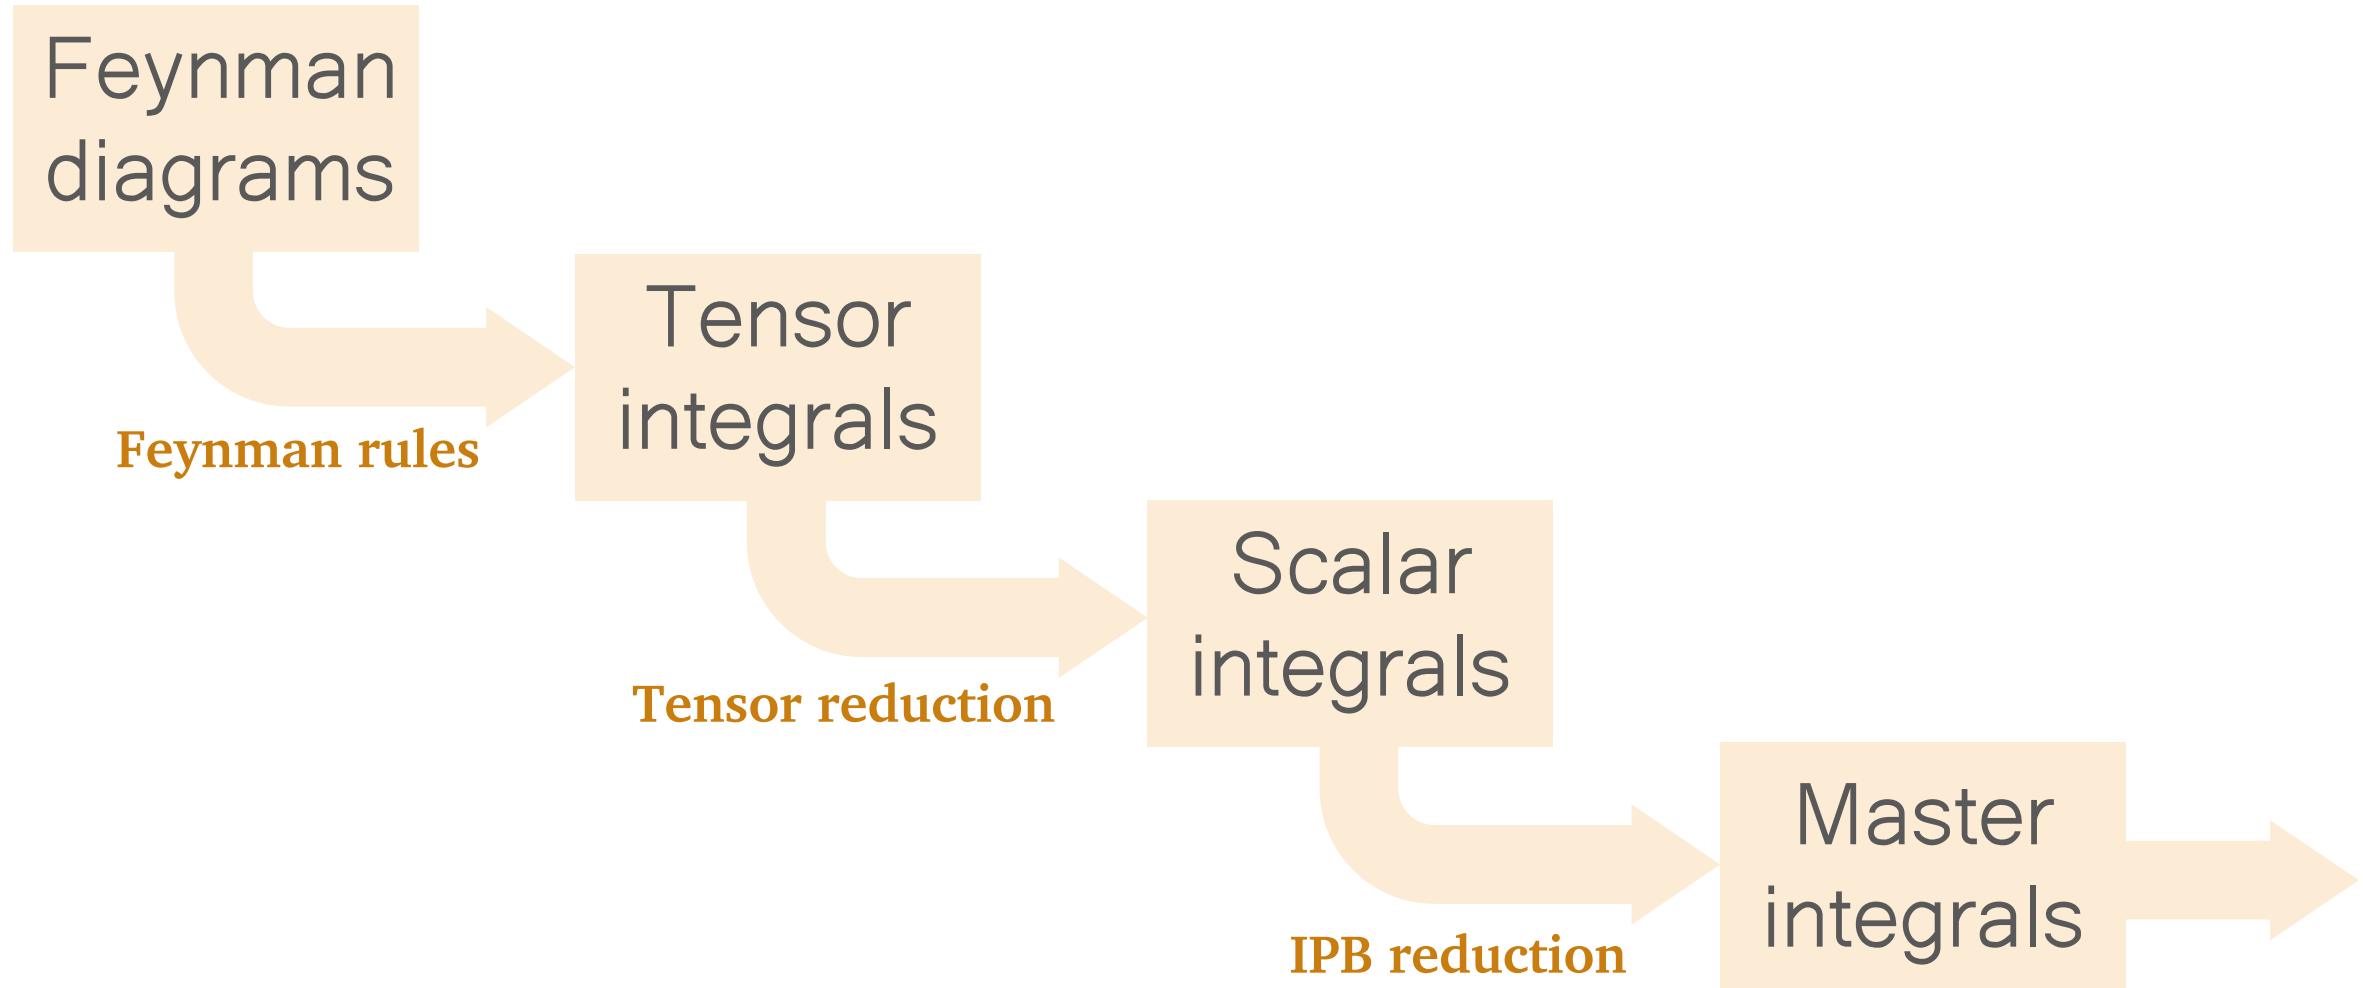 Feynman
diagrams
Feynman rules
Tensor
integrals
Tensor reduction
Scalar
integrals
IPB reduction
Master
integrals